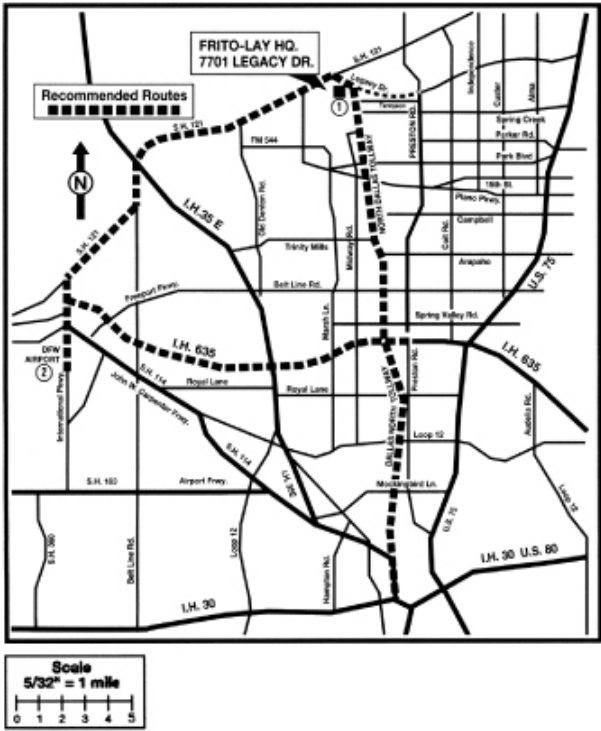 FRITO-LAY HQ.
7701 LEGACY DR.
Recommended Routes
S.H. 121
Legacy Dr.
Independence
Custer
Alma
1
Tennyson
Spring Creek
PRESTON RD.
Parker Rd.
S.H. 121
FM 544
Park Blvd
N
15th St.
Plano Pkwy.
NORTH DALLAS TOLLWAY
Old Denton Rd.
Campbell
I.H.35 E
Midway Rd.
Coit Rd.
S.H. 121
Trinity Mills
Arapaho
U.S. 75
Freeport Pkwy.
Belt Line Rd.
Marsh Ln.
Spring Valley Rd.
I.H. 635
I.H. 635
DFW
AIRPORT
2
S.H. 114
Preston Rd.
John W. Carpenter Frwy.
Royal Lane
Royal Lane
International Pkwy.
DALLAS NORTH TOLLWAY
Audelia Rd.
Loop 12
S.H. 114
S.H. 183
Airport Frwy.
I.H. 35E
Mockingbird Ln.
Loop 12
U.S. 75
S.H. 360
Belt Line Rd.
Loop 12
Hampton Rd.
I.H. 30 U.S. 80
I.H. 30
Scale
5/32" = 1 mile
0 1 2 3 4 5